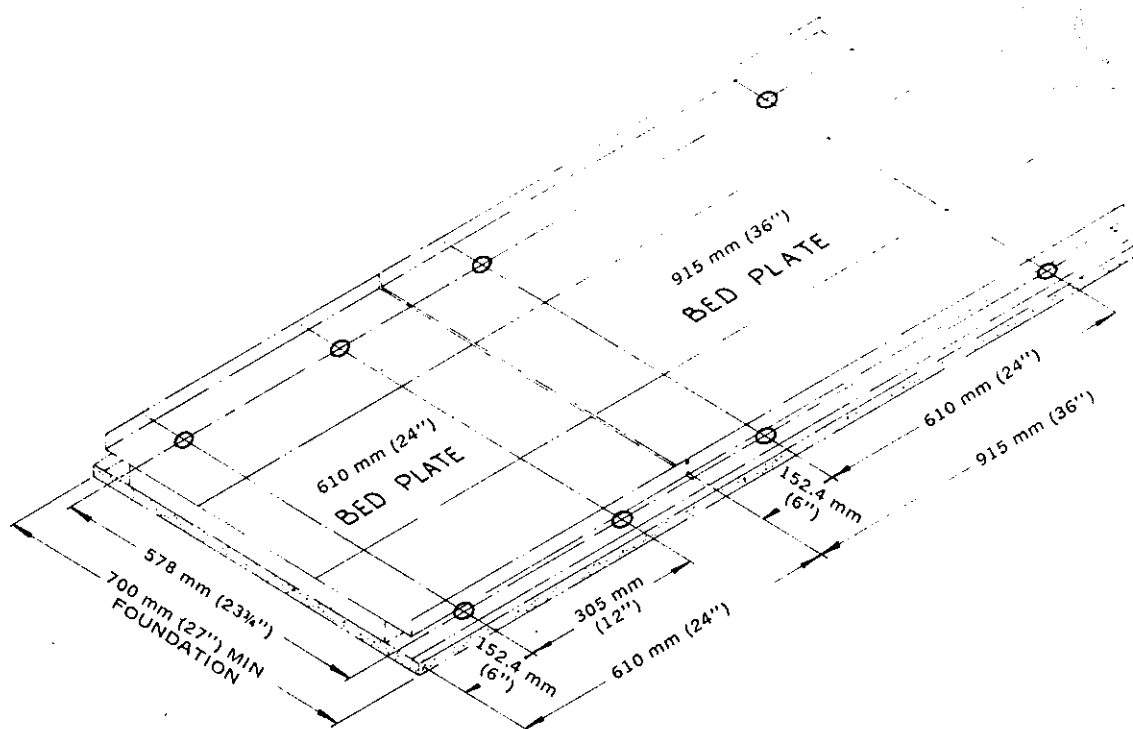 915 mm (36")
BED PLATE
610 mm (24")
BED PLATE
610 mm (24")
915 mm (36")
152.4 mm
(6")
578 mm (23¾")
700 mm (27") MIN
FOUNDATION
305 mm
(12")
610 mm (24")
152.4 mm
(6")